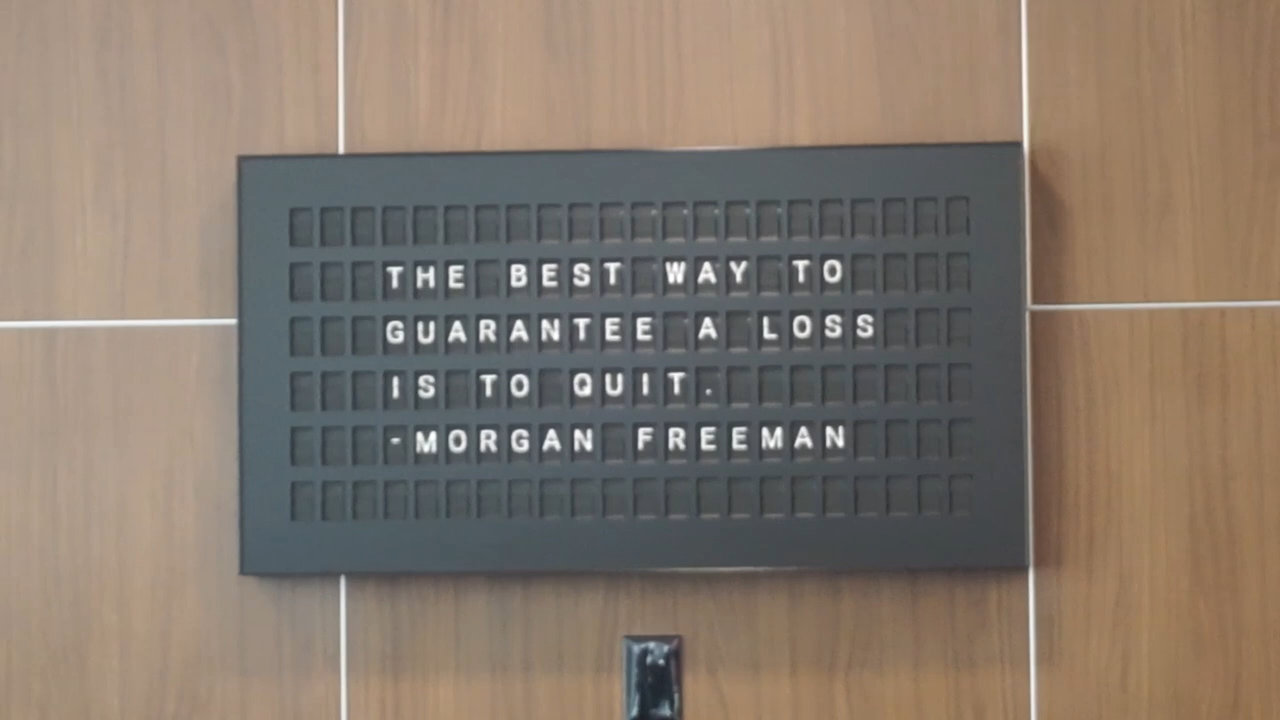 THE BEST WAY TO
GUARANTEE A LOSS
IS TO QUIT.
-MORGAN FREEMAN